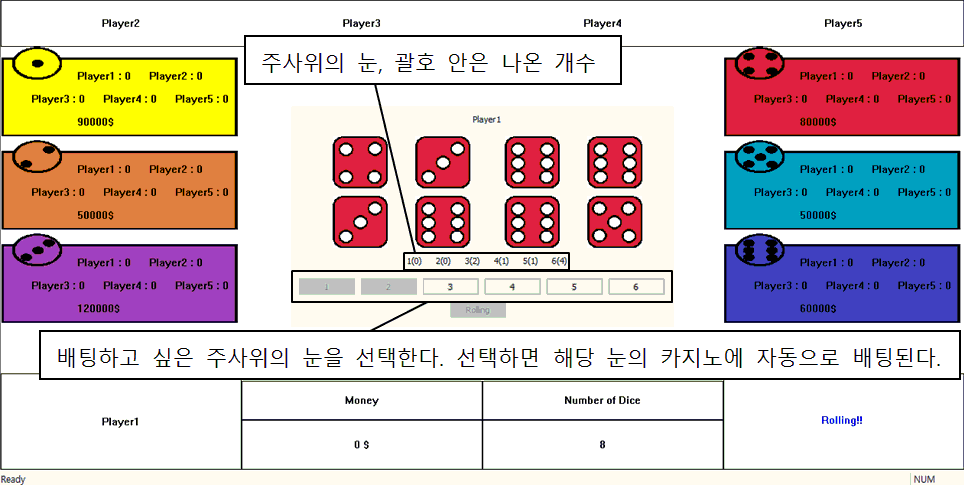 Player2 Player3 Player4 Player5
주사위의 눈, 괄호 안은 나온 개수
Player1 : 0 Player2 : 0
Player3 : 0 Player4 : 0 Player5 : 0
90000$
Player1 : 0 Player2 : 0
Player3 : 0 Player4 : 0 Player5 : 0
50000$
Player1 : 0 Player2 : 0
Player3 : 0 Player4 : 0 Player5 : 0
120000$
Player1
1(0) 2(0) 3(2) 4(1) 5(1) 6(4)
1 2 3 4 5 6
Rolling
Player1 : 0 Player2 : 0
Player3 : 0 Player4 : 0 Player5 : 0
80000$
Player1 : 0 Player2 : 0
Player3 : 0 Player4 : 0 Player5 : 0
50000$
Player1 : 0 Player2 : 0
Player3 : 0 Player4 : 0 Player5 : 0
60000$
배팅하고 싶은 주사위의 눈을 선택한다. 선택하면 해당 눈의 카지노에 자동으로 배팅된다.
Player1
Money Number of Dice
0 $ 8
Rolling!!
Ready NUM